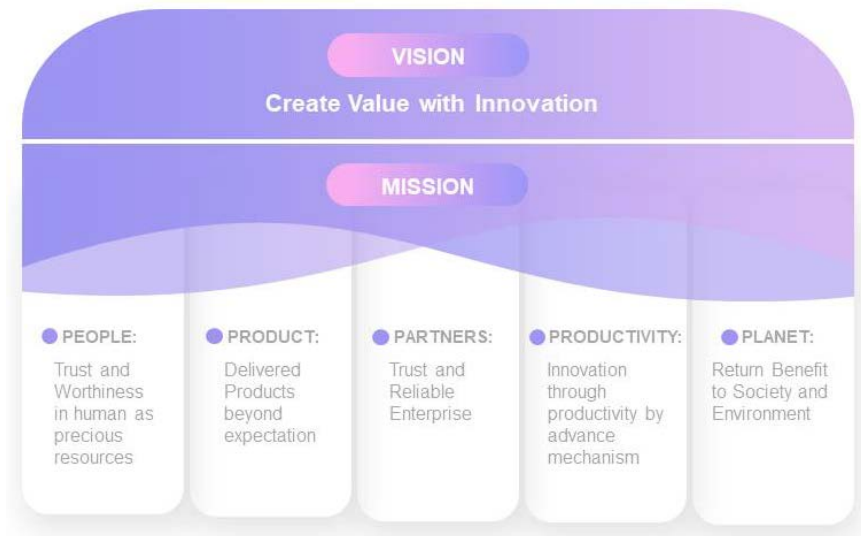 VISION
Create Value with Innovation
MISSION
PEOPLE:
Trust and
Worthiness
in human as
precious
resources
PRODUCT:
Delivered
Products
beyond
expectation
PARTNERS:
Trust and
Reliable
Enterprise
PRODUCTIVITY:
Innovation
through
productivity by
advance
mechanism
PLANET:
Return Benefit
to Society and
Environment